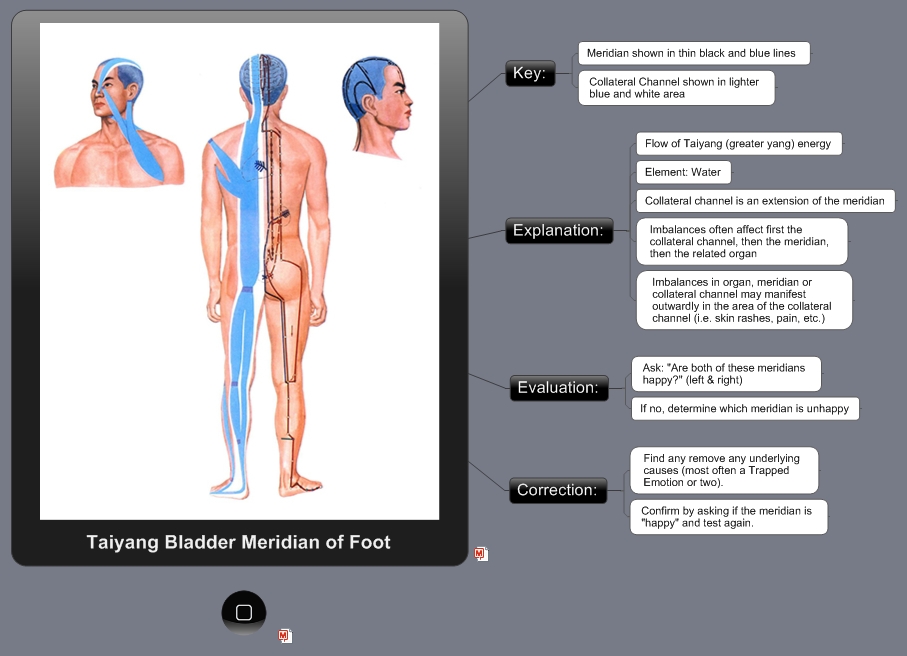 Key:
Meridian shown in thin black and blue lines
Collateral Channel shown in lighter
blue and white area
Explanation:
Flow of Taiyang (greater yang) energy
Element: Water
Collateral channel is an extension of the meridian
Imbalances often affect first the
collateral channel, then the meridian,
then the related organ
Imbalances in organ, meridian or
collateral channel may manifest
outwardly in the area of the collateral
channel (i.e. skin rashes, pain, etc.)
Evaluation:
Ask: "Are both of these meridians
happy?" (left & right)
If no, determine which meridian is unhappy
Correction:
Find any remove any underlying
causes (most often a Trapped
Emotion or two).
Confirm by asking if the meridian is
"happy" and test again.
Taiyang Bladder Meridian of Foot
M
M